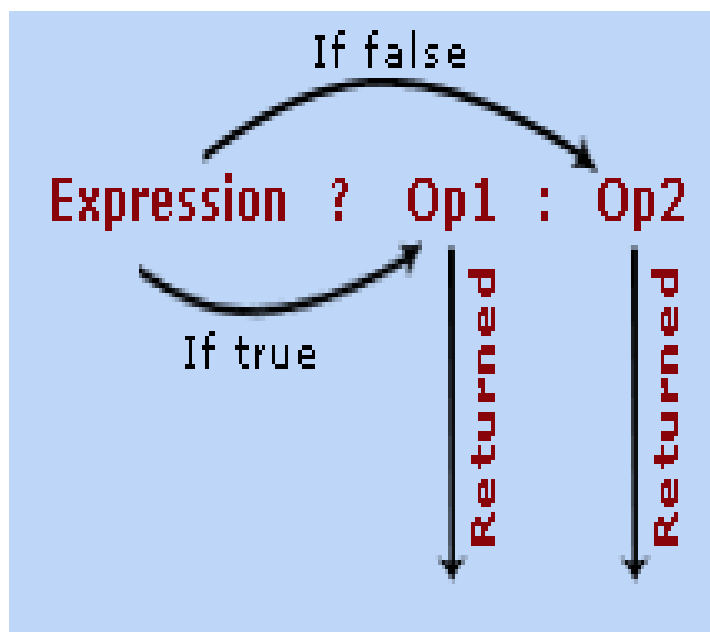 If false
Expression ? Op1 : Op2
If true
Returned
Returned